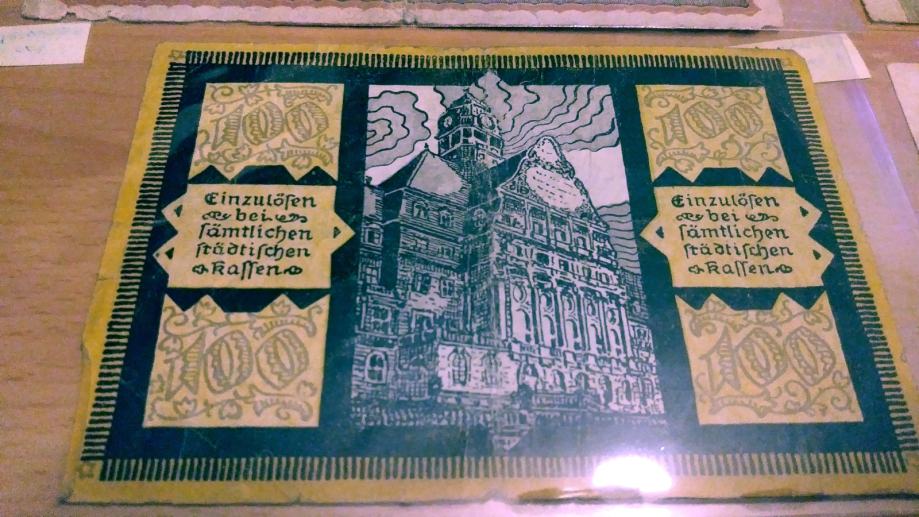 100
100
Einzulösen
bei
sämtlichen
städtischen
Kassen
Einzulösen
bei
sämtlichen
städtischen
Kassen
100
100